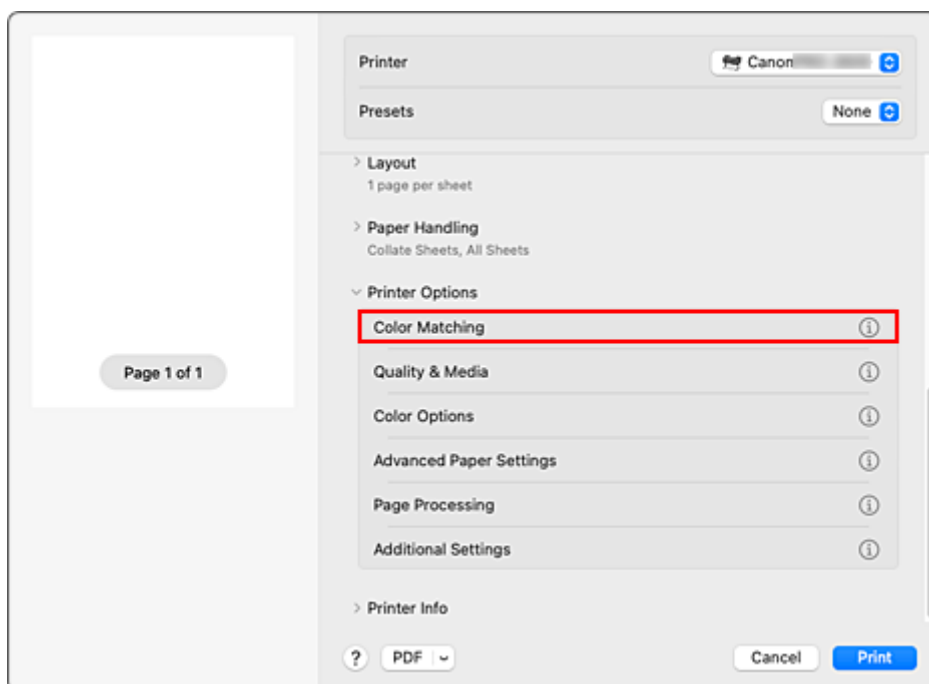 Printer
Canon
Presets
None
Layout
1 page per sheet
Paper Handling
Collate Sheets, All Sheets
Printer Options
Color Matching
Quality & Media
Color Options
Advanced Paper Settings
Page Processing
Additional Settings
Printer Info
Page 1 of 1
?
PDF
Cancel
Print